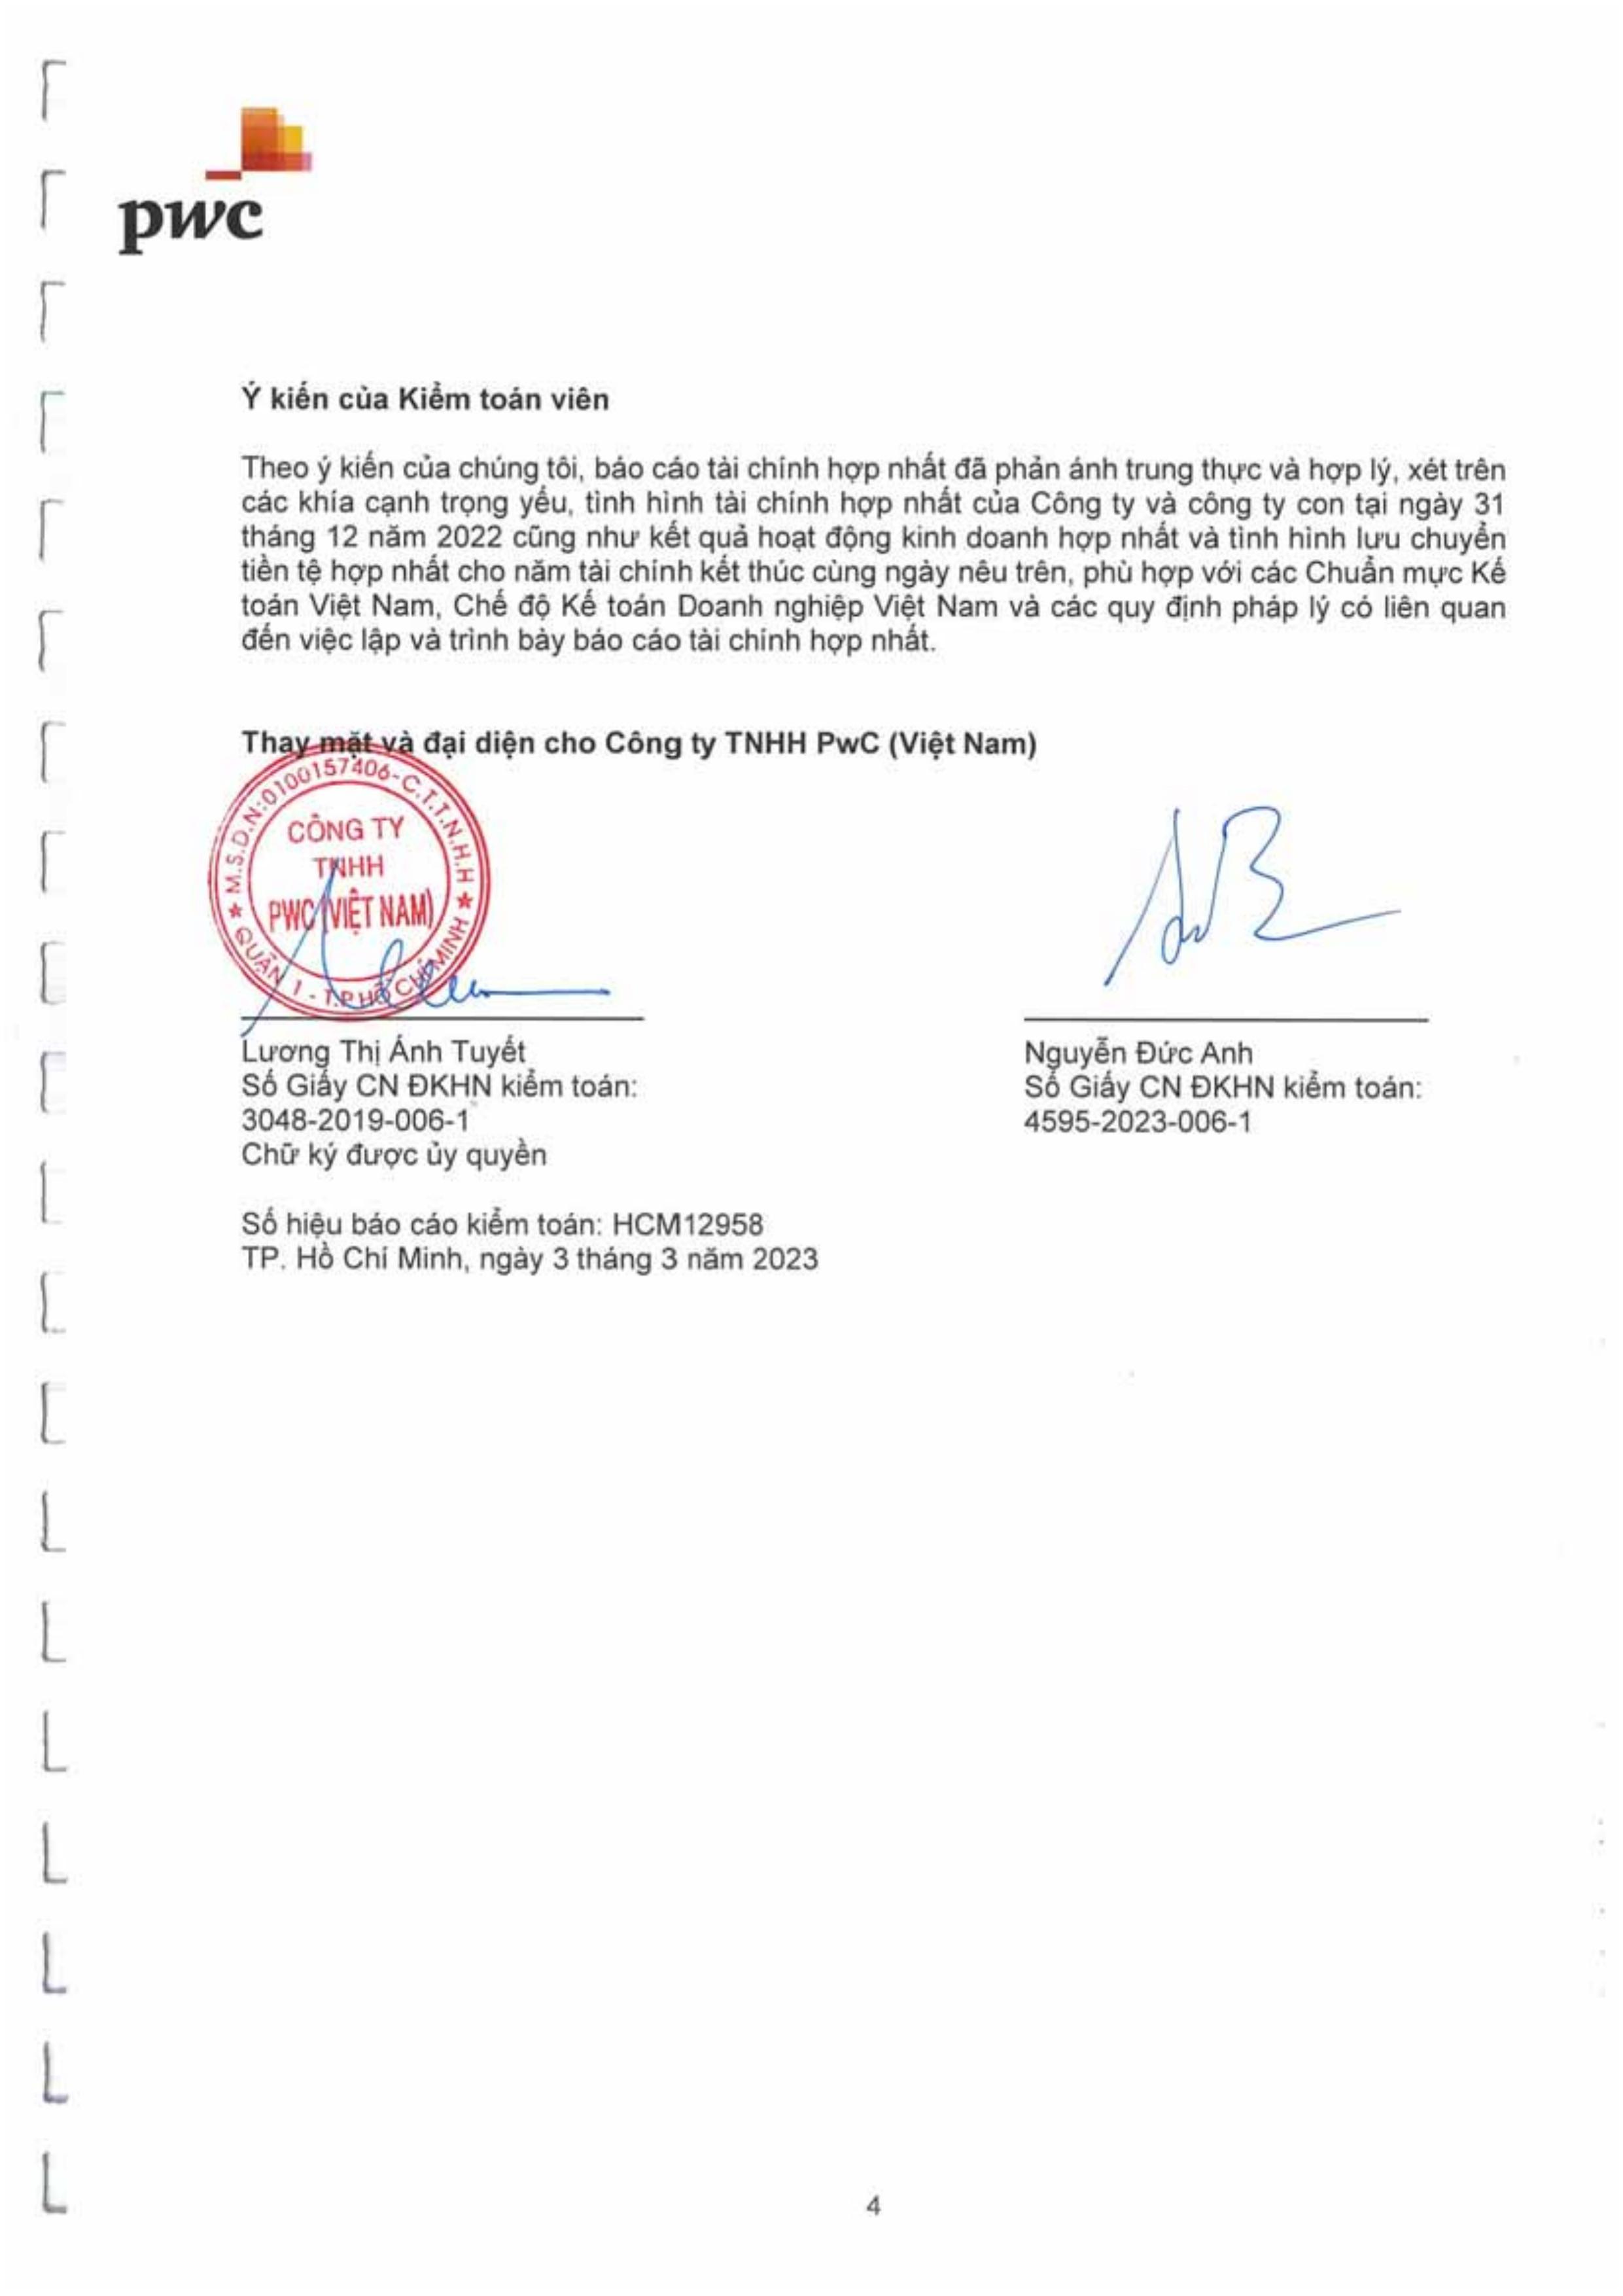 pwc
Ý kiến của Kiểm toán viên
Theo ý kiến của chúng tôi, báo cáo tài chính hợp nhất đã phản ánh trung thực và hợp lý, xét trên
các khía cạnh trọng yếu, tình hình tài chính hợp nhất của Công ty và công ty con tại ngày 31
tháng 12 năm 2022 cũng như kết quả hoạt động kinh doanh hợp nhất và tình hình lưu chuyển
tiền tệ hợp nhất cho năm tài chính kết thúc cùng ngày nêu trên, phù hợp với các Chuẩn mực Kế
toán Việt Nam, Chế độ Kế toán Doanh nghiệp Việt Nam và các quy định pháp lý có liên quan
đến việc lập và trình bày báo cáo tài chính hợp nhất.
Thay mặt và đại diện cho Công ty TNHH PwC (Việt Nam)
M.S.D.N:0100157406-C.T.T.N.H.H
CÔNG TY
TNHH
PWC (VIỆT NAM)
QUẬN 1 - T.P HỒ CHÍ MINH
Lương Thị Ánh Tuyết
Số Giấy CN ĐKHN kiểm toán:
3048-2019-006-1
Chữ ký được ủy quyền
Nguyễn Đức Anh
Số Giấy CN ĐKHN kiểm toán:
4595-2023-006-1
Số hiệu báo cáo kiểm toán: HCM12958
TP. Hồ Chí Minh, ngày 3 tháng 3 năm 2023
4